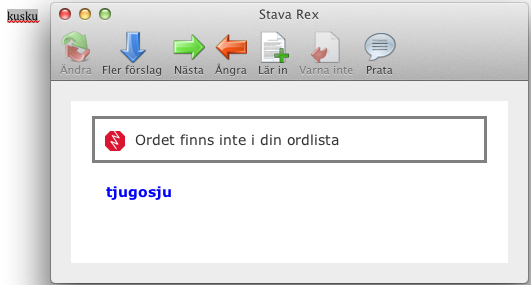 kusku
Stava Rex
Ändra Fler förslag Nästa Ångra Lär in Varna inte Prata
Ordet finns inte i din ordlista
tjugosju